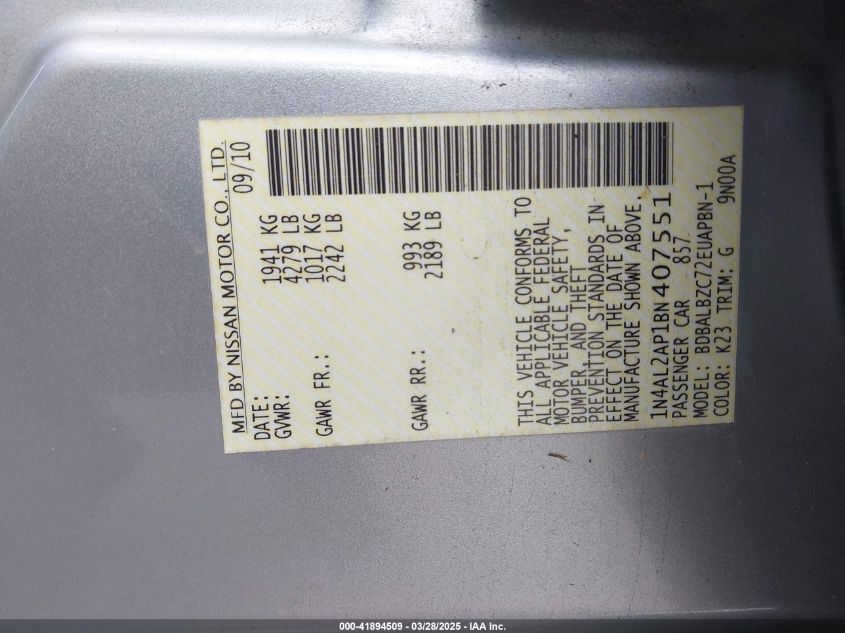 MFD BY NISSAN MOTOR CO., LTD.
DATE: 09/10
GVWR: 1941 KG
4279 LB
GAWR FR.: 1017 KG
2242 LB
GAWR RR.: 993 KG
2189 LB
THIS VEHICLE CONFORMS TO
ALL APPLICABLE FEDERAL
MOTOR VEHICLE SAFETY,
BUMPER, AND THEFT
PREVENTION STANDARDS IN
EFFECT ON THE DATE OF
MANUFACTURE SHOWN ABOVE.
1N4AL2AP1BN407551
PASSENGER CAR 857
MODEL: BDBALBZC72EUAPBN-1
COLOR: K23 TRIM: G 9N00A
000-41894509 - 03/28/2025 - IAA Inc.